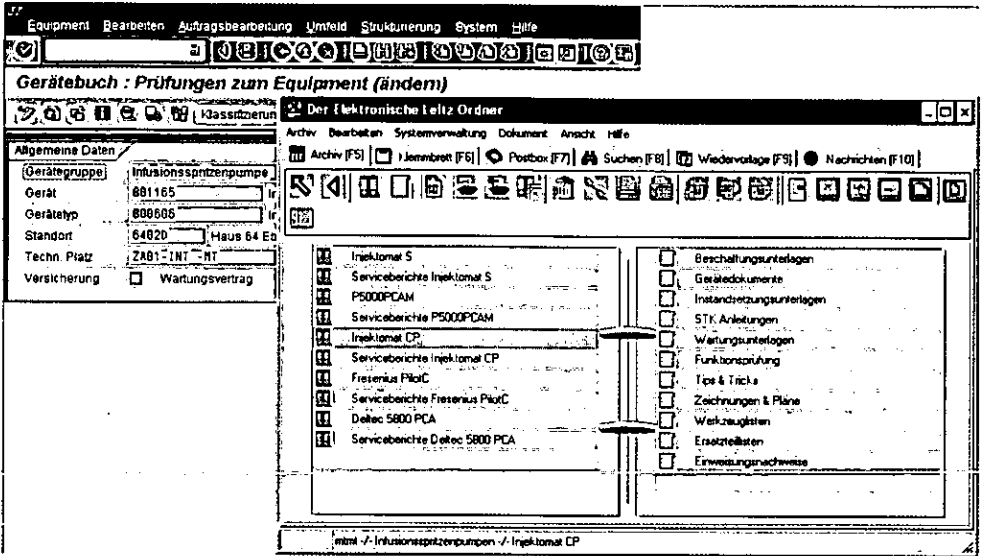 Equipment Bearbeiten Auftragsbearbeitung Umfeld Strukturierung System Hilfe
Gerätebuch : Prüfungen zum Equipment (ändern)
Klassifizierun
Allgemeine Daten
Gerätegruppe Infusionsspritzenpumpe
Gerät 601165
Gerätetyp
Standort 6402D Haus 64 Eb
Techn. Platz ZAB1-INT -MT
Versicherung Wartungsvertrag
Der Elektronische Leitz Ordner
Archiv Bearbeiten Systemverwaltung Dokument Ansicht Hilfe
Archiv [F5] Klemmbrett [F6] Postbox [F7] Suchen [F8] Wiedervorlage [F9] Nachrichten [F10]
Injektomat S
Serviceberichte Injektomat S
P5000PCAM
Serviceberichte P5000PCAM
Injektomat CP
Serviceberichte Injektomat CP
Fresenius PilotC
Serviceberichte Fresenius PilotC
Deltec 5800 PCA
Serviceberichte Deltec 5800 PCA
Beschaffungsunterlagen
Gerätedokumente
Instandsetzungsunterlagen
STK Anleitungen
Wartungsunterlagen
Funktionsprüfung
Tips & Tricks
Zeichnungen & Pläne
Werkzeuglisten
Ersatzteillisten
Einweisungsnachweise
mtml -/- Infusionsspritzenpumpen -/- Injektomat CP